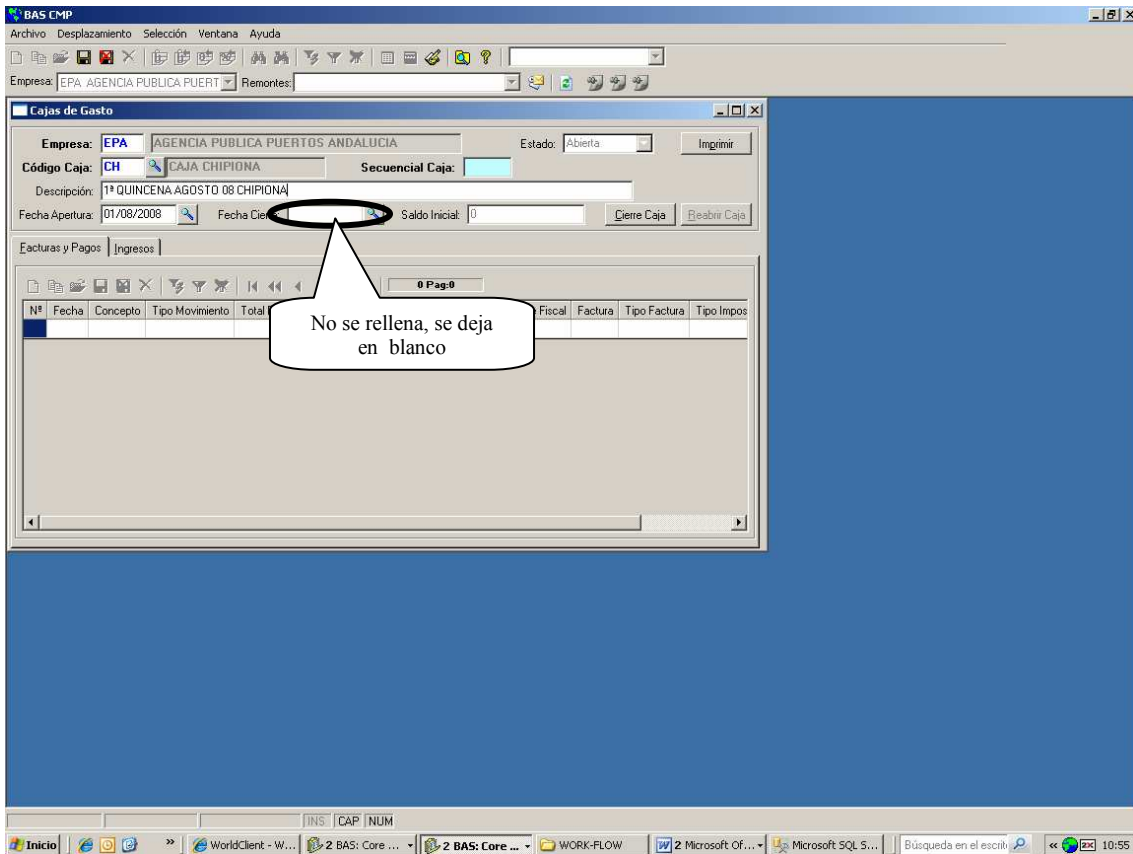 BAS CMP
Archivo Desplazamiento Selección Ventana Ayuda
Empresa: EPA AGENCIA PUBLICA PUERT Remontes:
Cajas de Gasto
Empresa: EPA AGENCIA PUBLICA PUERTOS ANDALUCIA Estado: Abierta Imprimir
Código Caja: CH CAJA CHIPIONA Secuencial Caja:
Descripción: 1ª QUINCENA AGOSTO 08 CHIPIONA
Fecha Apertura: 01/08/2008 Fecha Cierre: Saldo Inicial: 0 Cierre Caja Reabrir Caja
Facturas y Pagos Ingresos
0 Pag:0
Nº Fecha Concepto Tipo Movimiento Total Fiscal Factura Tipo Factura Tipo Impos
No se rellena, se deja
en blanco
INS CAP NUM
Inicio » WorldClient - W... 2 BAS: Core ... 2 BAS: Core ... WORK-FLOW 2 Microsoft Of... Microsoft SQL S... Búsqueda en el escrit « 10:55